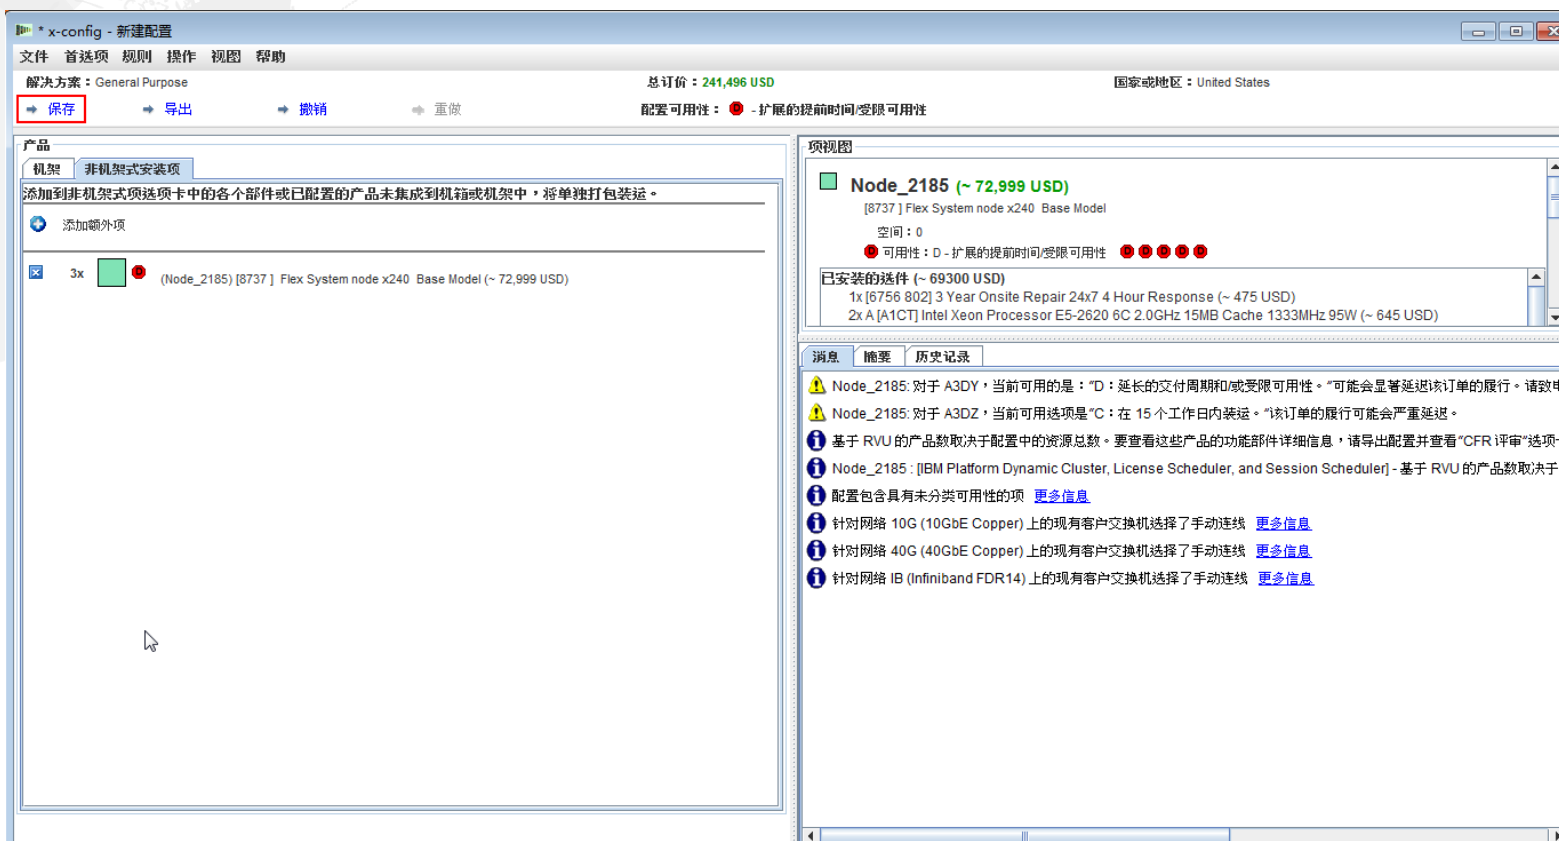 * x-config - 新建配置
文件 首选项 规则 操作 视图 帮助
解决方案：General Purpose
总订价：241,496 USD
国家或地区：United States
保存 导出 撤销 重做
配置可用性： D - 扩展的提前时间/受限可用性
产品
机架 非机架式安装项
添加到非机架式项选项卡中的各个部件或已配置的产品未集成到机箱或机架中，将单独打包装运。
添加额外项
3x D (Node_2185) [8737 ] Flex System node x240 Base Model (~ 72,999 USD)
项视图
Node_2185 (~ 72,999 USD)
[8737 ] Flex System node x240 Base Model
空间：0
D 可用性：D - 扩展的提前时间/受限可用性 D D D D D
已安装的选件 (~ 69300 USD)
1x [6756 802] 3 Year Onsite Repair 24x7 4 Hour Response (~ 475 USD)
2x A [A1CT] Intel Xeon Processor E5-2620 6C 2.0GHz 15MB Cache 1333MHz 95W (~ 645 USD)
消息 摘要 历史记录
Node_2185: 对于 A3DY，当前可用的是："D：延长的交付周期和/或受限可用性。"可能会显著延迟该订单的履行。请致
Node_2185: 对于 A3DZ，当前可用选项是"C：在 15 个工作日内装运。"该订单的履行可能会严重延迟。
基于 RVU 的产品数取决于配置中的资源总数。要查看这些产品的功能部件详细信息，请导出配置并查看"CFR 评审"选项
Node_2185 : [IBM Platform Dynamic Cluster, License Scheduler, and Session Scheduler] - 基于 RVU 的产品数取决于
配置包含具有未分类可用性的项 更多信息
针对网络 10G (10GbE Copper) 上的现有客户交换机选择了手动连线 更多信息
针对网络 40G (40GbE Copper) 上的现有客户交换机选择了手动连线 更多信息
针对网络 IB (Infiniband FDR14) 上的现有客户交换机选择了手动连线 更多信息